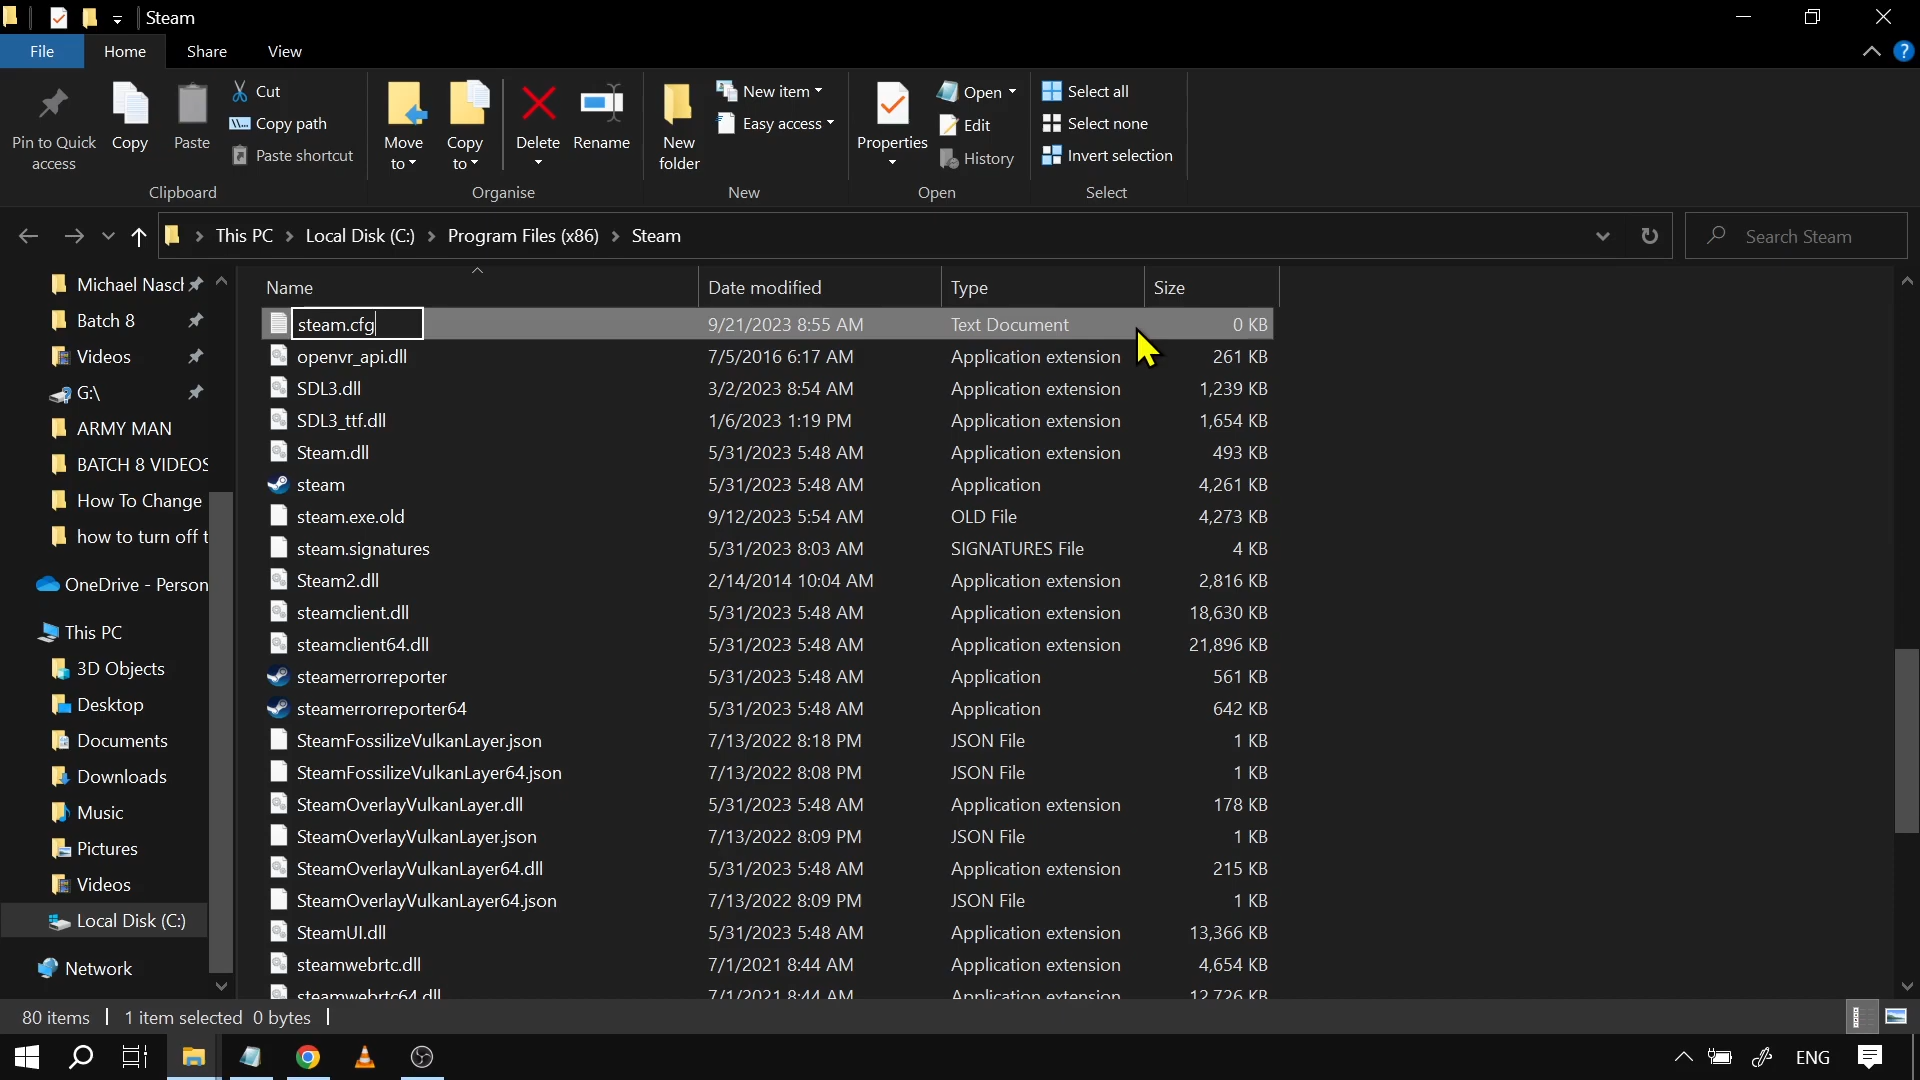 Steam
File Home Share View
Pin to Quick access
Copy
Paste
Cut
Copy path
Paste shortcut
Clipboard
Move to
Copy to
Delete
Rename
Organise
New folder
New item
Easy access
New
Properties
Open
Edit
History
Open
Select all
Select none
Invert selection
Select
This PC > Local Disk (C:) > Program Files (x86) > Steam
Search Steam
Michael Nascl
Batch 8
Videos
G:\
ARMY MAN
BATCH 8 VIDEOS
How To Change
how to turn off t
OneDrive - Person
This PC
3D Objects
Desktop
Documents
Downloads
Music
Pictures
Videos
Local Disk (C:)
Network
Name Date modified Type Size
steam.cfg 9/21/2023 8:55 AM Text Document 0 KB
openvr_api.dll 7/5/2016 6:17 AM Application extension 261 KB
SDL3.dll 3/2/2023 8:54 AM Application extension 1,239 KB
SDL3_ttf.dll 1/6/2023 1:19 PM Application extension 1,654 KB
Steam.dll 5/31/2023 5:48 AM Application extension 493 KB
steam 5/31/2023 5:48 AM Application 4,261 KB
steam.exe.old 9/12/2023 5:54 AM OLD File 4,273 KB
steam.signatures 5/31/2023 8:03 AM SIGNATURES File 4 KB
Steam2.dll 2/14/2014 10:04 AM Application extension 2,816 KB
steamclient.dll 5/31/2023 5:48 AM Application extension 18,630 KB
steamclient64.dll 5/31/2023 5:48 AM Application extension 21,896 KB
steamerrorreporter 5/31/2023 5:48 AM Application 561 KB
steamerrorreporter64 5/31/2023 5:48 AM Application 642 KB
SteamFossilizeVulkanLayer.json 7/13/2022 8:18 PM JSON File 1 KB
SteamFossilizeVulkanLayer64.json 7/13/2022 8:08 PM JSON File 1 KB
SteamOverlayVulkanLayer.dll 5/31/2023 5:48 AM Application extension 178 KB
SteamOverlayVulkanLayer.json 7/13/2022 8:09 PM JSON File 1 KB
SteamOverlayVulkanLayer64.dll 5/31/2023 5:48 AM Application extension 215 KB
SteamOverlayVulkanLayer64.json 7/13/2022 8:09 PM JSON File 1 KB
SteamUI.dll 5/31/2023 5:48 AM Application extension 13,366 KB
steamwebrtc.dll 7/1/2021 8:44 AM Application extension 4,654 KB
steamwebrtc64.dll 7/1/2021 8:44 AM Application extension 12,726 KB
80 items 1 item selected 0 bytes
ENG